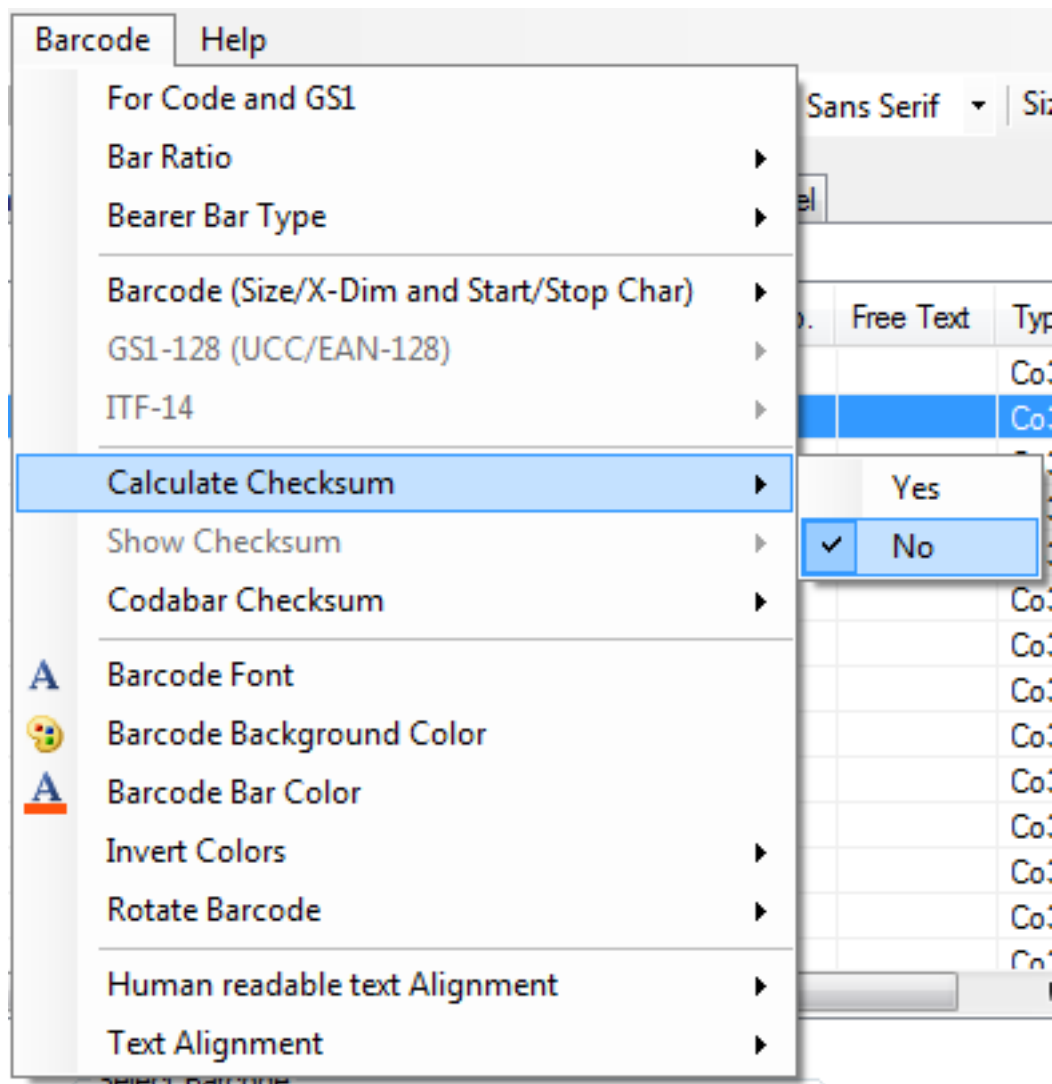 Barcode Help
For Code and GS1
Sans Serif
Bar Ratio
Bearer Bar Type
Barcode (Size/X-Dim and Start/Stop Char)
Free Text
GS1-128 (UCC/EAN-128)
ITF-14
Calculate Checksum
Yes
Show Checksum
No
Codabar Checksum
Barcode Font
Barcode Background Color
Barcode Bar Color
Invert Colors
Rotate Barcode
Human readable text Alignment
Text Alignment
Select Barcode